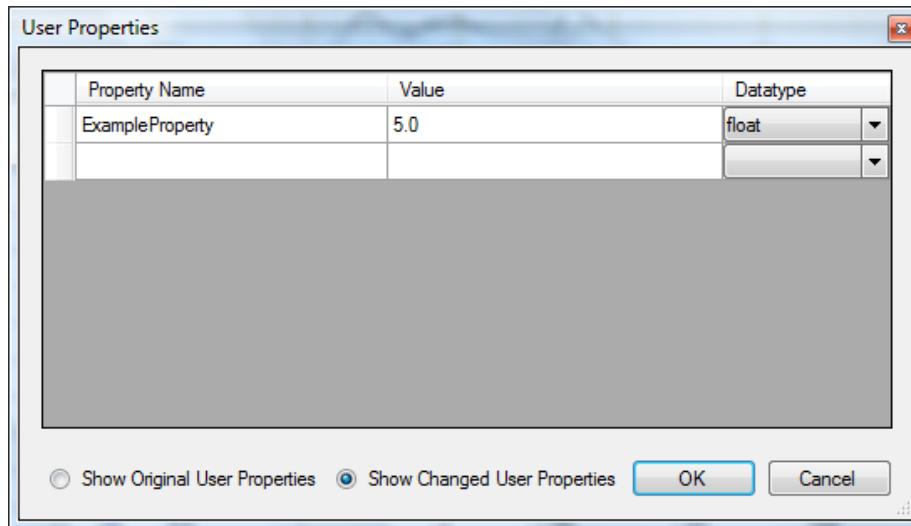 User Properties
Property Name Value Datatype
ExampleProperty 5.0 float
Show Original User Properties Show Changed User Properties OK Cancel